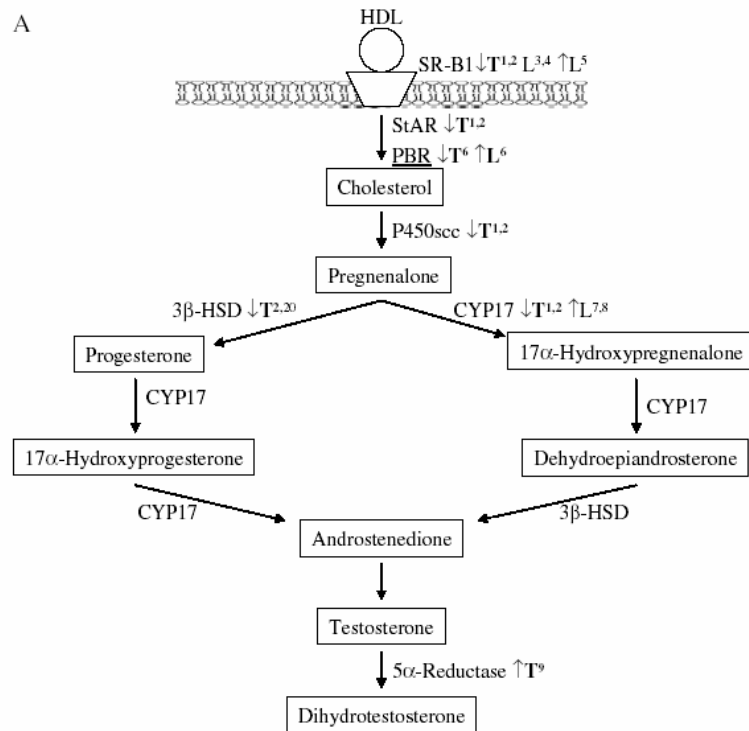 A
HDL
SR-B1↓T¹,² L³,⁴ ↑L⁵
StAR ↓T¹,²
PBR ↓T⁶ ↑L⁶
Cholesterol
P450scc ↓T¹,²
Pregnenalone
3β-HSD ↓T²,²⁰
CYP17 ↓T¹,² ↑L⁷,⁸
Progesterone
17α-Hydroxypregnenalone
CYP17
CYP17
17α-Hydroxyprogesterone
Dehydroepiandrosterone
CYP17
3β-HSD
Androstenedione
Testosterone
5α-Reductase ↑T⁹
Dihydrotestosterone